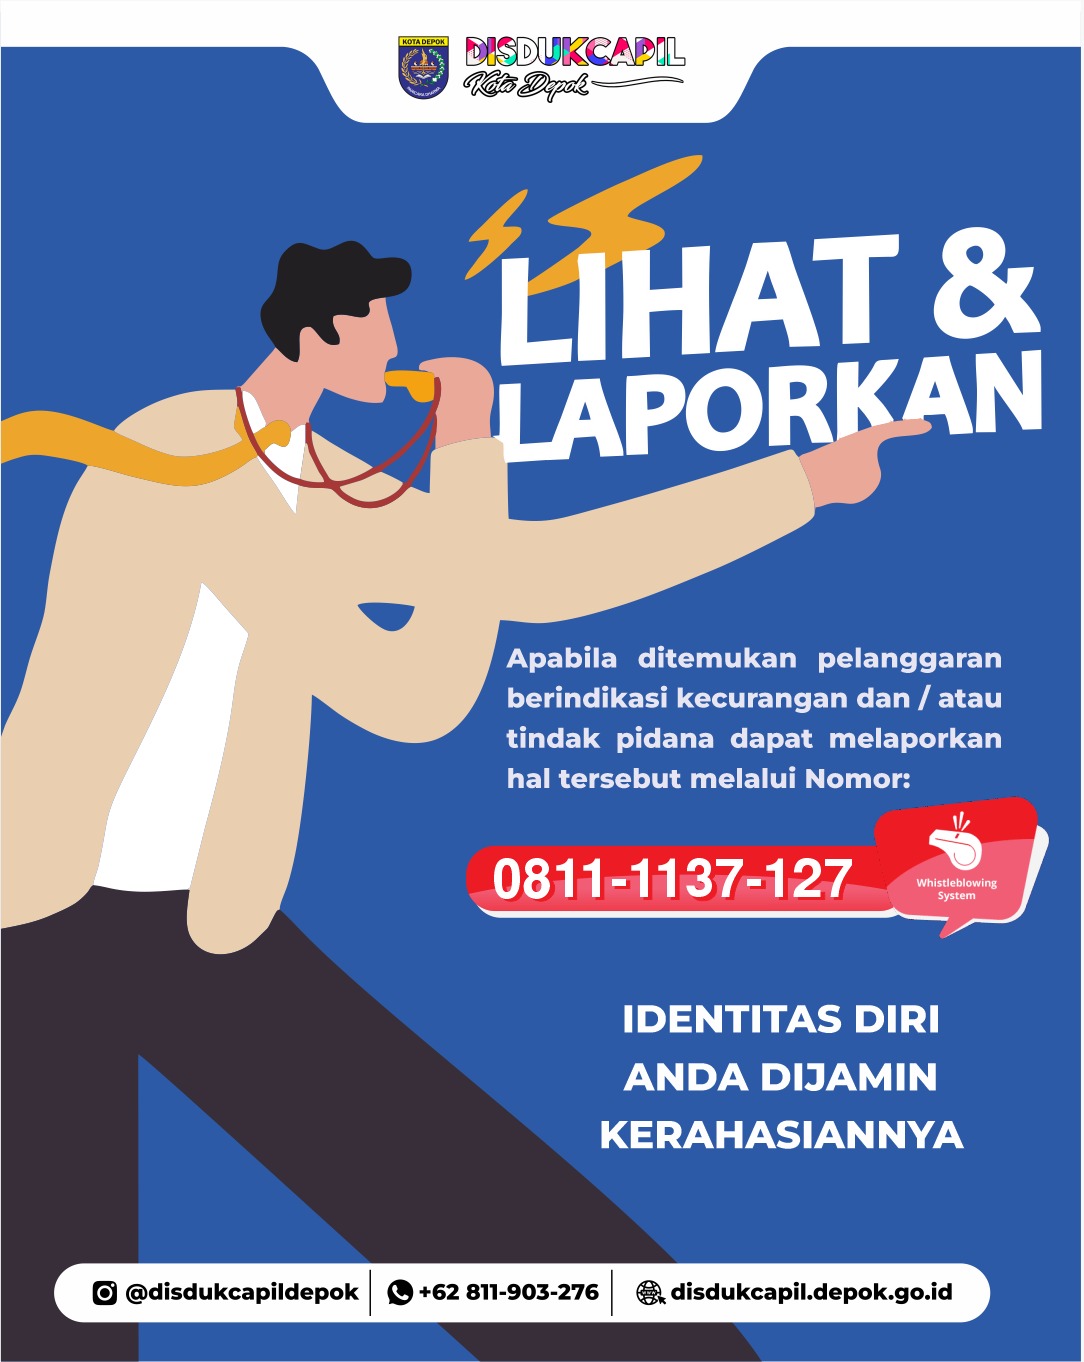 KOTA DEPOK
DISDUKCAPIL
Kota Depok
LIHAT &
LAPORKAN
Apabila ditemukan pelanggaran
berindikasi kecurangan dan / atau
tindak pidana dapat melaporkan
hal tersebut melalui Nomor:
0811-1137-127
Whistleblowing
System
IDENTITAS DIRI
ANDA DIJAMIN
KERAHASIANNYA
@disdukcapildepok
+62 811-903-276
disdukcapil.depok.go.id